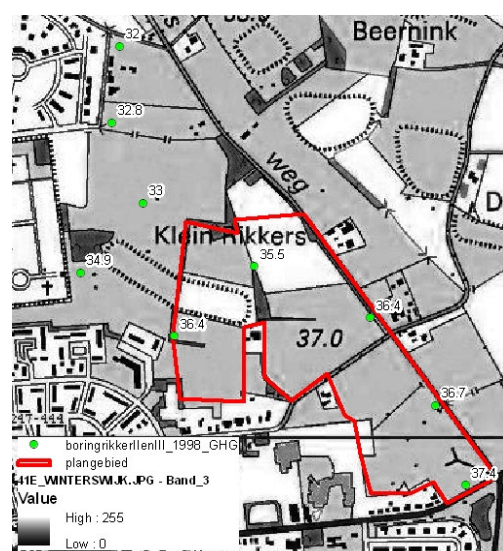 32
Beernink
32.8
weg
33
Klein Rikkers
35.5
34.9
36.4
36.4
37.0
36.7
37.4
boringrikkerIIenIII_1998_GHG
plangebied
41E_WINTERSWIJK.JPG - Band_3
Value
High : 255
Low : 0